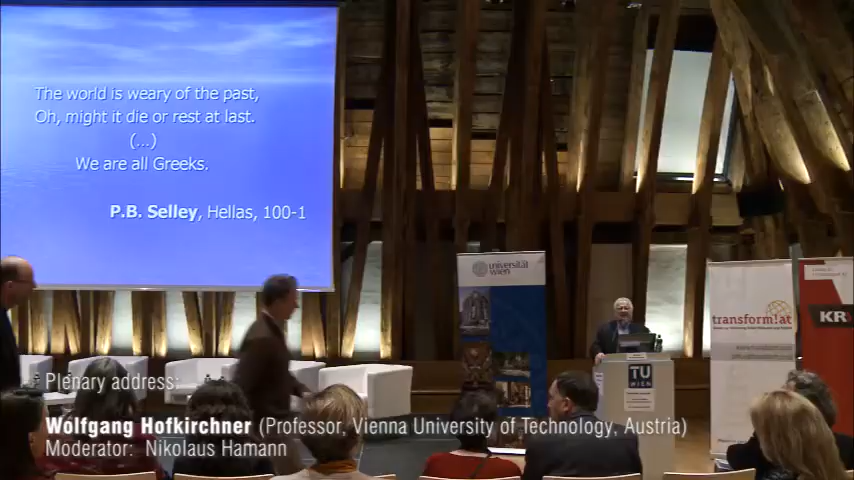 The world is weary of the past,
Oh, might it die or rest at last.
(...)
We are all Greeks.
P.B. Selley, Hellas, 100-1
universität
wien
transform!at
KR
TU
WIEN
Plenary address:
Wolfgang Hofkirchner (Professor, Vienna University of Technology, Austria)
Moderator: Nikolaus Hamann